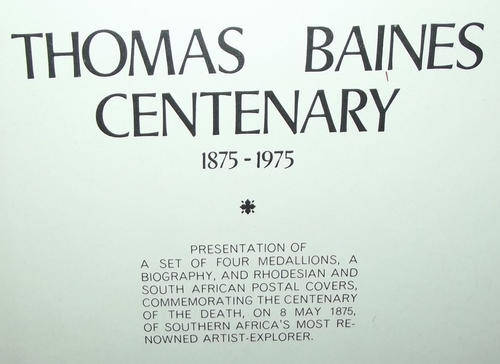 THOMAS BAINES
CENTENARY
1875-1975
PRESENTATION OF
A SET OF FOUR MEDALLIONS, A
BIOGRAPHY, AND RHODESIAN AND
SOUTH AFRICAN POSTAL COVERS,
COMMEMORATING THE CENTENARY
OF THE DEATH, ON 8 MAY 1875,
OF SOUTHERN AFRICA'S MOST RE-
NOWNED ARTIST-EXPLORER.